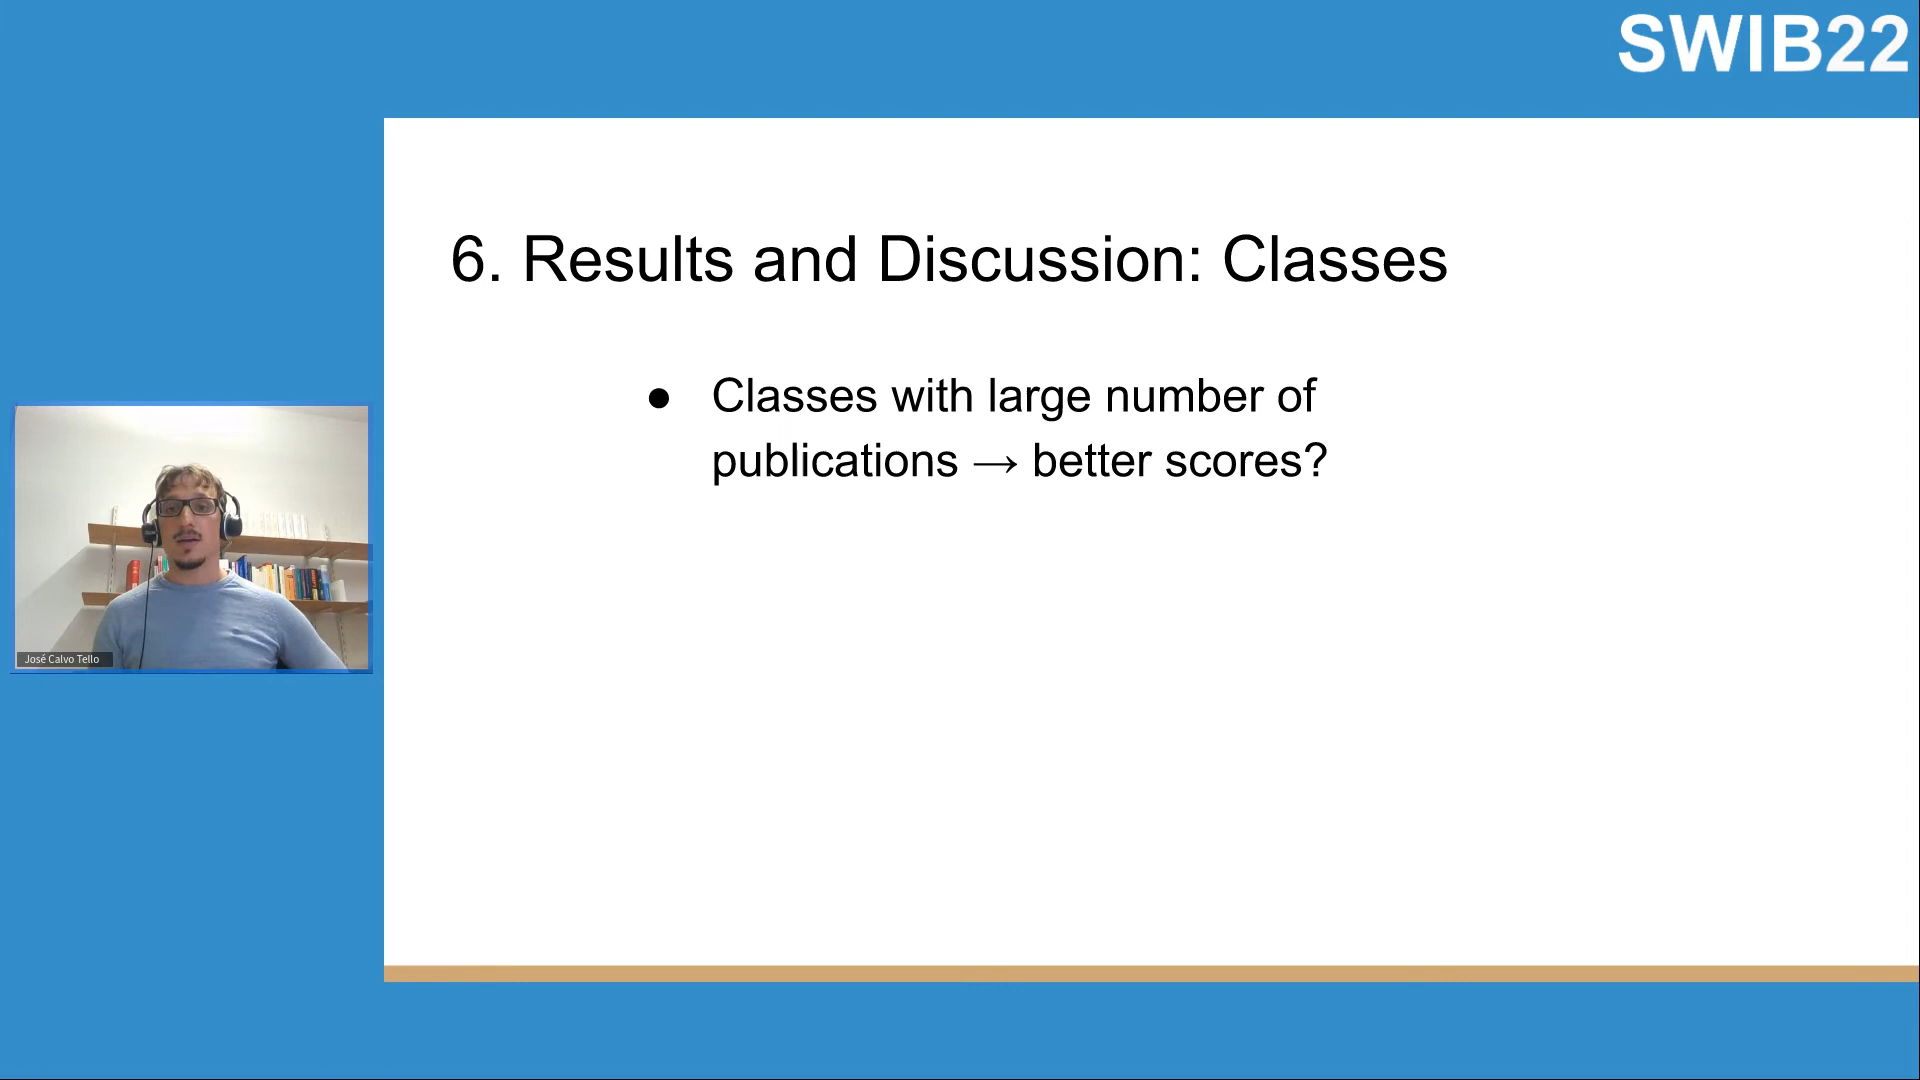 SWIB22
6. Results and Discussion: Classes
● Classes with large number of
publications → better scores?
José Calvo Tello